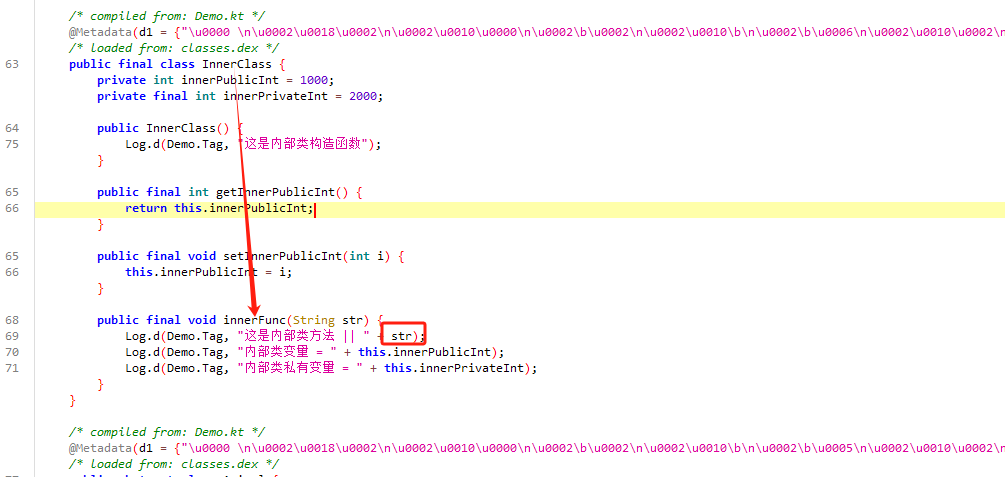 /* compiled from: Demo.kt */
@Metadata(d1 = {"\u0000 \n\u0002\u0018\u0002\n\u0002\u0010\u0000\n\u0002\b\u0002\n\u0002\u0010\b\n\u0002\b\u0006\n\u0002\u0010\u0002\n
/* loaded from: classes.dex */
63 public final class InnerClass {
private int innerPublicInt = 1000;
private final int innerPrivateInt = 2000;
64 public InnerClass() {
75 Log.d(Demo.Tag, "这是内部类构造函数");
}
65 public final int getInnerPublicInt() {
66 return this.innerPublicInt;
}
65 public final void setInnerPublicInt(int i) {
66 this.innerPublicInt = i;
}
68 public final void innerFunc(String str) {
69 Log.d(Demo.Tag, "这是内部类方法 || " + str);
70 Log.d(Demo.Tag, "内部类变量 = " + this.innerPublicInt);
71 Log.d(Demo.Tag, "内部类私有变量 = " + this.innerPrivateInt);
}
}
/* compiled from: Demo.kt */
@Metadata(d1 = {"\u0000 \n\u0002\u0018\u0002\n\u0002\u0010\u0000\n\u0002\b\u0002\n\u0002\u0010\b\n\u0002\b\u0005\n\u0002\u0010\u0002\n
/* loaded from: classes.dex */